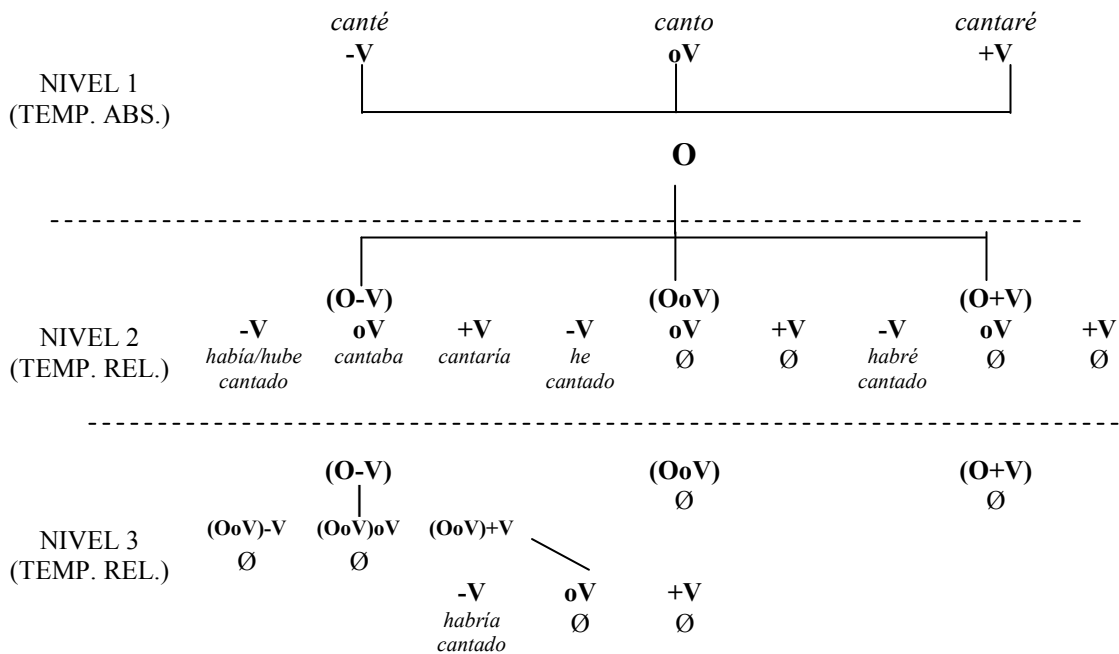 canté canto cantaré
-V oV +V
NIVEL 1
(TEMP. ABS.)
O
(O-V) (OoV) (O+V)
NIVEL 2
(TEMP. REL.)
-V oV +V -V oV +V -V oV +V
había/hube cantaba cantaría he Ø Ø habré Ø Ø
cantado cantado cantado
(O-V) (OoV) (O+V)
Ø Ø
NIVEL 3
(TEMP. REL.)
(OoV)-V (OoV)oV (OoV)+V
Ø Ø
-V oV +V
habría Ø Ø
cantado